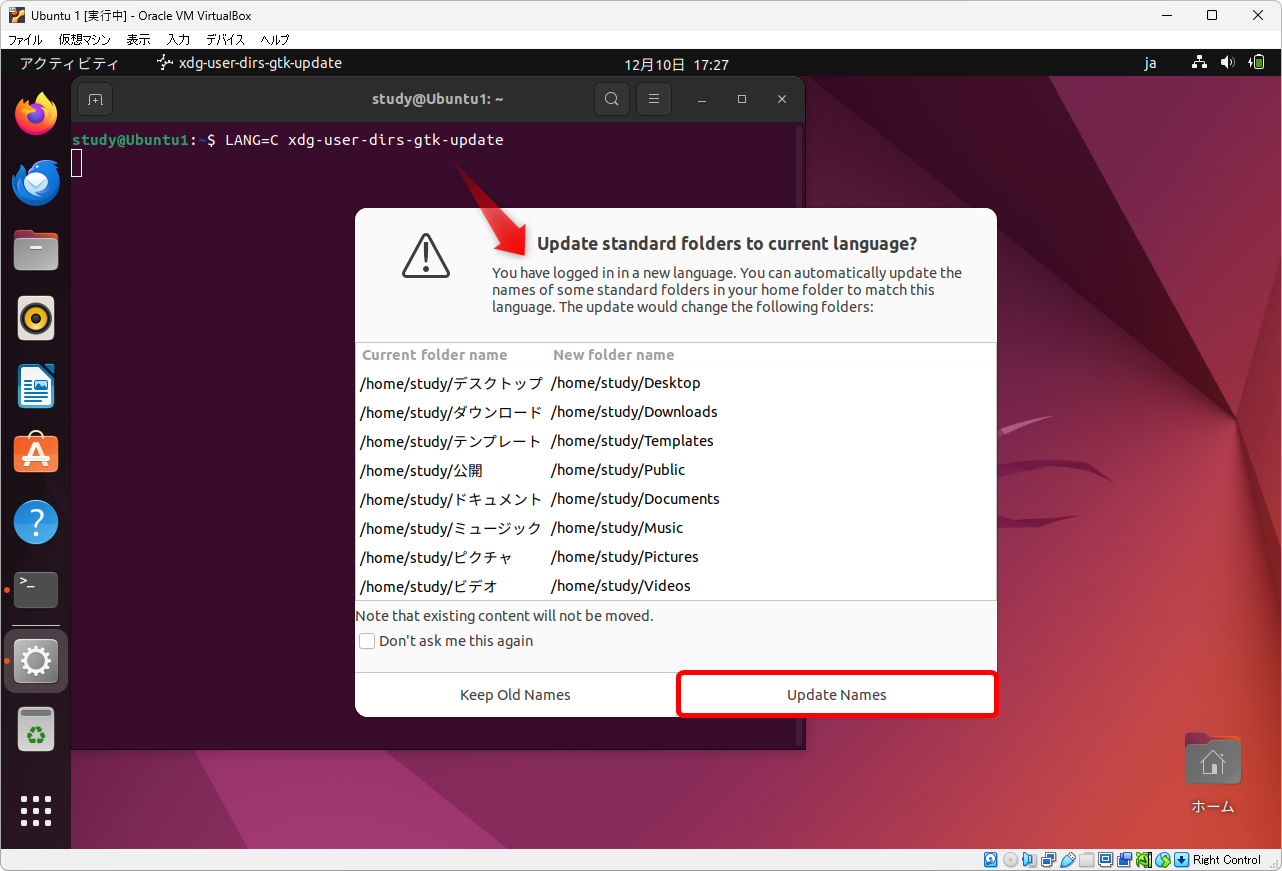 Ubuntu 1 [実行中] - Oracle VM VirtualBox
ファイル 仮想マシン 表示 入力 デバイス ヘルプ
アクティビティ xdg-user-dirs-gtk-update 12月10日 17:27 ja
study@Ubuntu1: ~
study@Ubuntu1:~$ LANG=C xdg-user-dirs-gtk-update
Update standard folders to current language?
You have logged in in a new language. You can automatically update the
names of some standard folders in your home folder to match this
language. The update would change the following folders:
Current folder name New folder name
/home/study/デスクトップ /home/study/Desktop
/home/study/ダウンロード /home/study/Downloads
/home/study/テンプレート /home/study/Templates
/home/study/公開 /home/study/Public
/home/study/ドキュメント /home/study/Documents
/home/study/ミュージック /home/study/Music
/home/study/ピクチャ /home/study/Pictures
/home/study/ビデオ /home/study/Videos
Note that existing content will not be moved.
Don't ask me this again
Keep Old Names Update Names
ホーム
Right Control